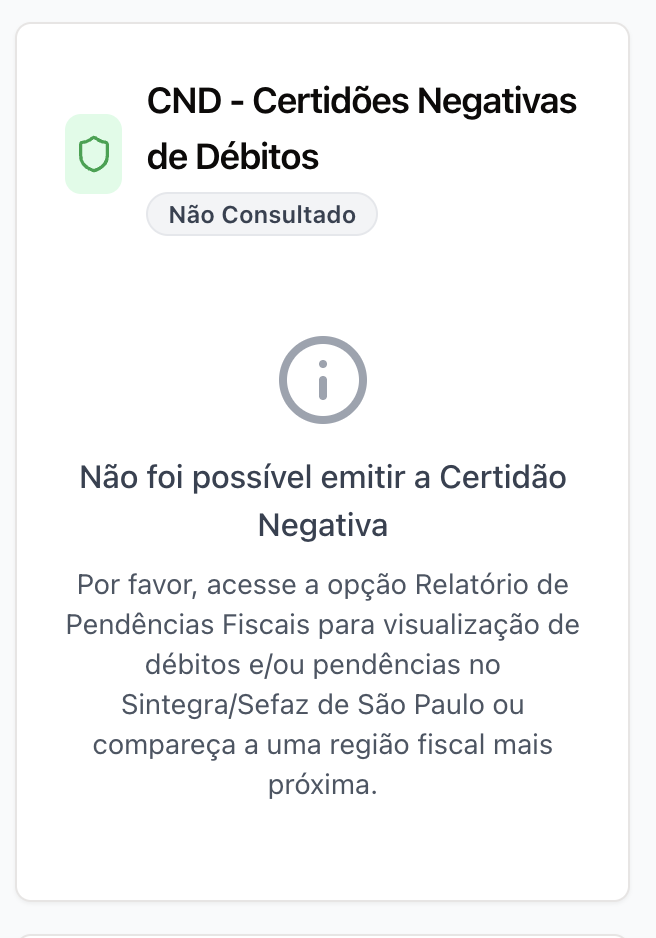 CND - Certidões Negativas
de Débitos
Não Consultado
Não foi possível emitir a Certidão
Negativa
Por favor, acesse a opção Relatório de
Pendências Fiscais para visualização de
débitos e/ou pendências no
Sintegra/Sefaz de São Paulo ou
compareça a uma região fiscal mais
próxima.